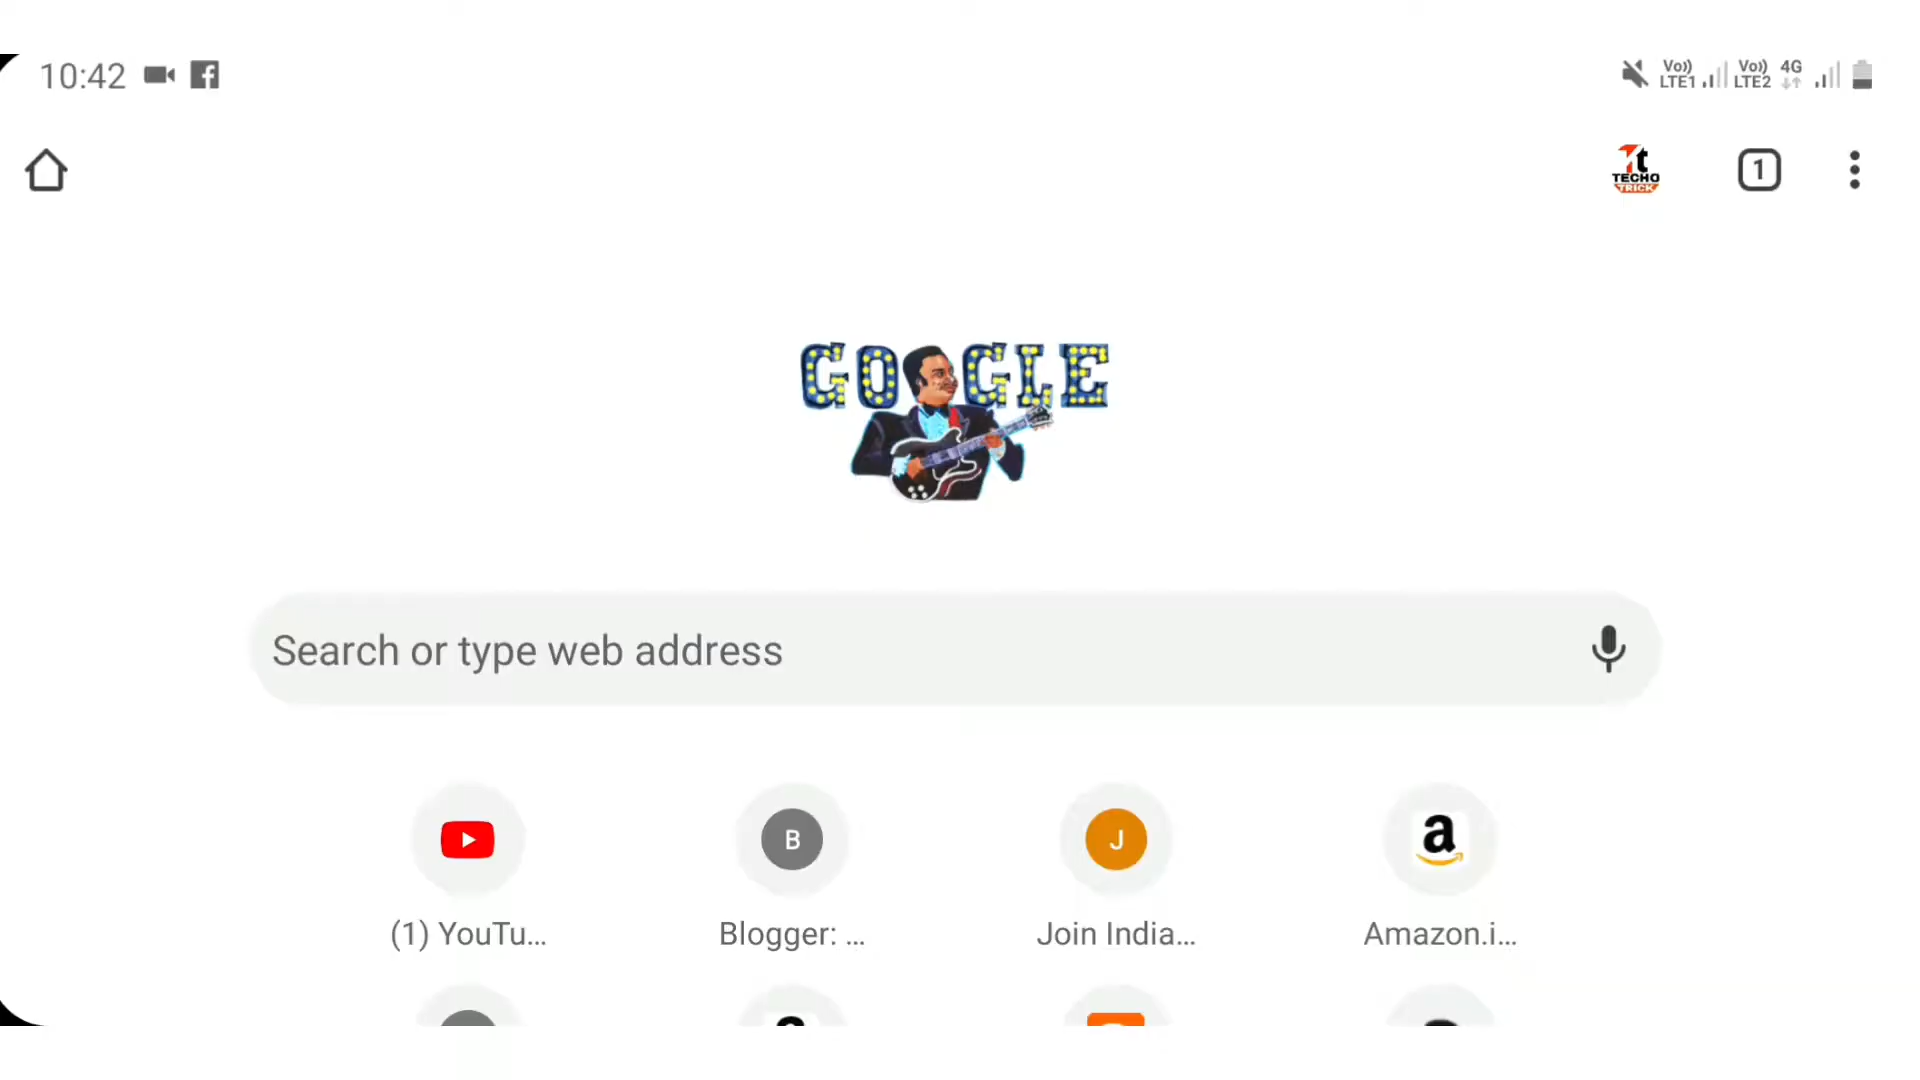 10:42
Vo)) LTE1 Vo)) LTE2 4G
1t
TECHO
TRICK
1
GOOGLE
Search or type web address
B
J
a
(1) YouTu...
Blogger: ...
Join India...
Amazon.i...